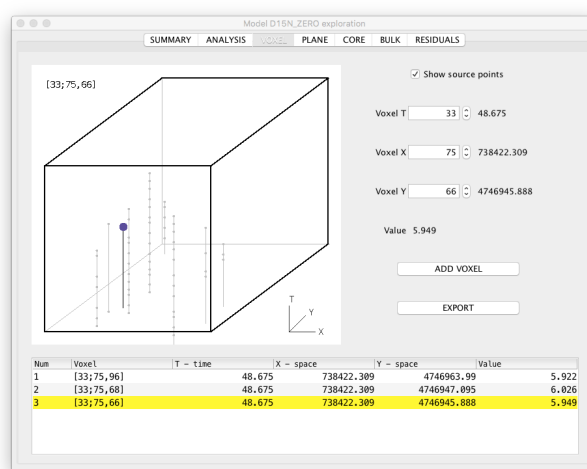 Model D15N_ZERO exploration
SUMMARY ANALYSIS VOXEL PLANE CORE BULK RESIDUALS
[33;75,66]
Show source points
Voxel T 33 48.675
Voxel X 75 738422.309
Voxel Y 66 4746945.888
Value 5.949
ADD VOXEL
EXPORT
T
Y
X
Num Voxel T - time X - space Y - space Value
1 [33;75,96] 48.675 738422.309 4746963.99 5.922
2 [33;75,68] 48.675 738422.309 4746947.095 6.026
3 [33;75,66] 48.675 738422.309 4746945.888 5.949